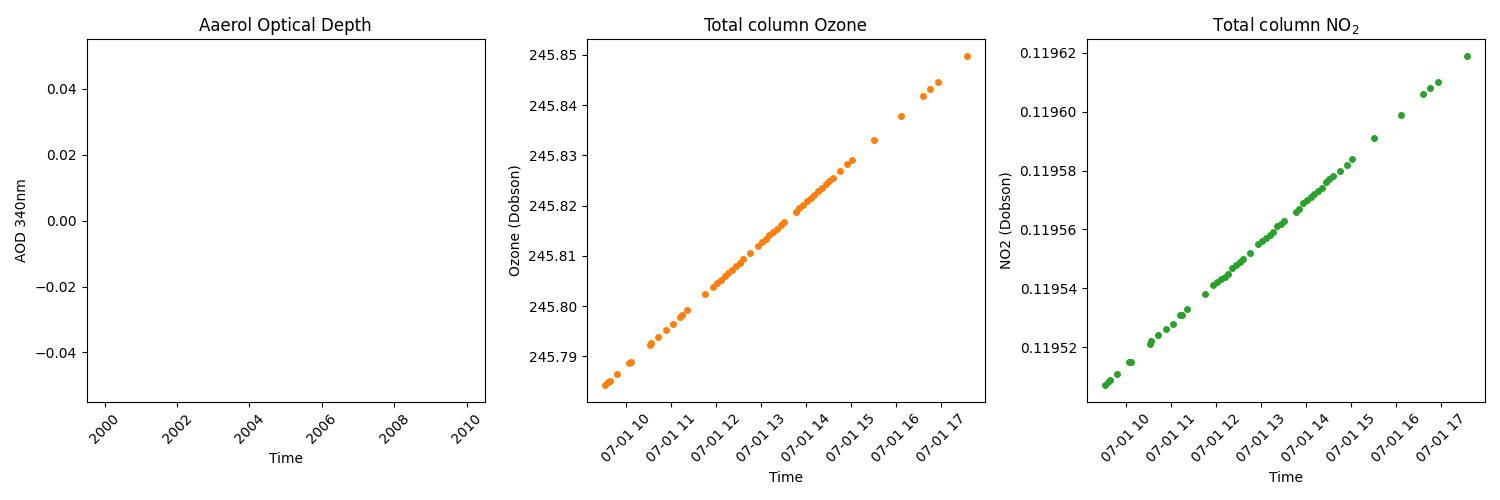 Aaerol Optical Depth
AOD 340nm
0.04
0.02
0.00
−0.02
−0.04
2000 2002 2004 2006 2008 2010
Time
Total column Ozone
Ozone (Dobson)
245.85
245.84
245.83
245.82
245.81
245.80
245.79
07-01 10 07-01 11 07-01 12 07-01 13 07-01 14 07-01 15 07-01 16 07-01 17
Time
Total column NO₂
NO2 (Dobson)
0.11962
0.11960
0.11958
0.11956
0.11954
0.11952
07-01 10 07-01 11 07-01 12 07-01 13 07-01 14 07-01 15 07-01 16 07-01 17
Time